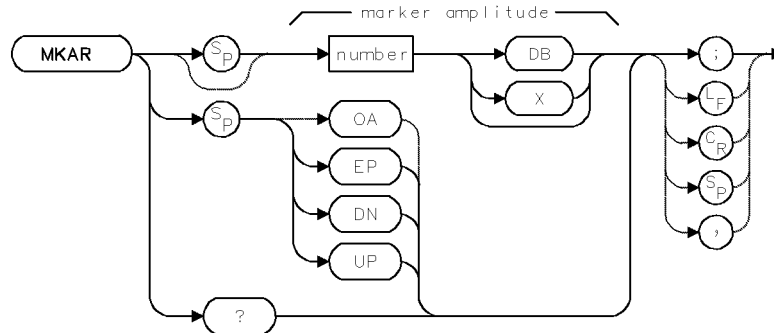 marker amplitude
MKAR
SP
number
DB
;
X
LF
SP
OA
CR
EP
SP
DN
,
UP
?